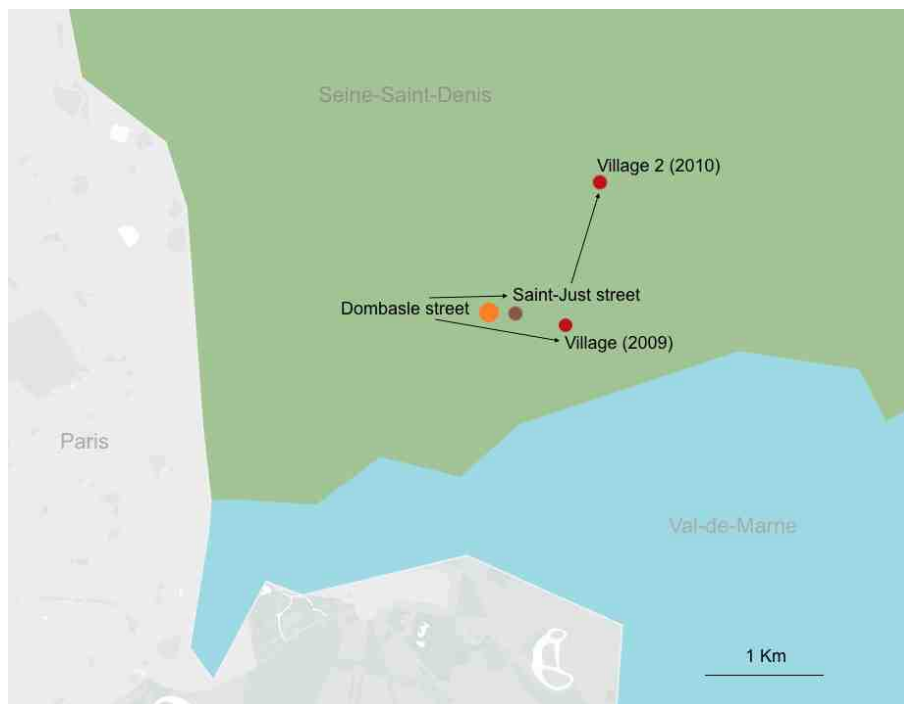 Seine-Saint-Denis
Village 2 (2010)
Saint-Just street
Dombasle street
Village (2009)
Paris
Val-de-Marne
1 Km